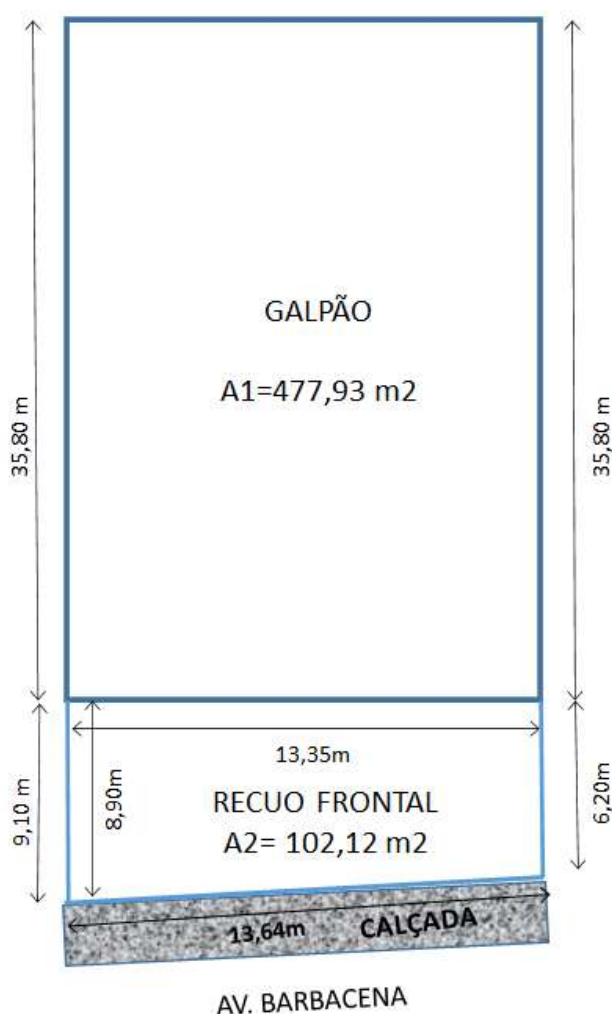 35,80 m
35,80 m
GALPÃO
A1=477,93 m2
9,10 m
8,90m
13,35m
6,20m
RECUO FRONTAL
A2= 102,12 m2
13,64m
CALÇADA
AV. BARBACENA